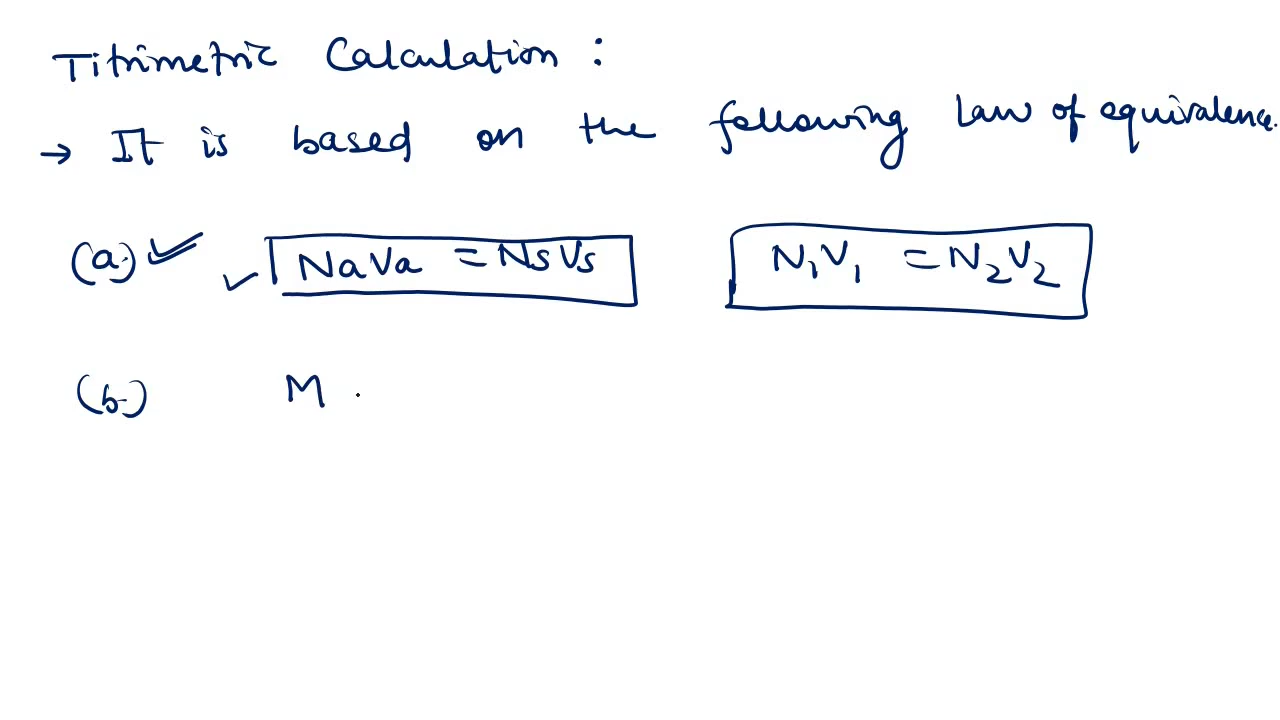 Titrimetric Calculation :
→ It is based on the following law of equivalence.
(a) ✓ ✓ NaVa = NsVs N₁V₁ = N₂V₂
(b) M .